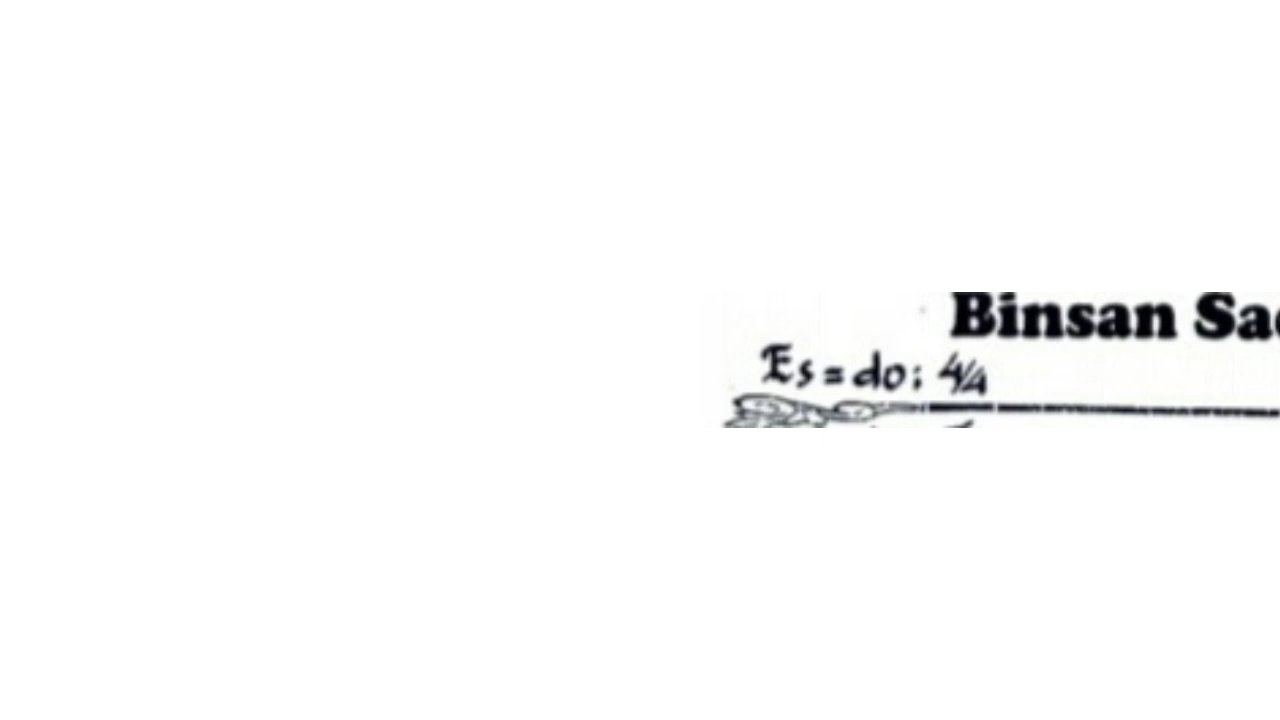 Binsan
Es = do; 4/4